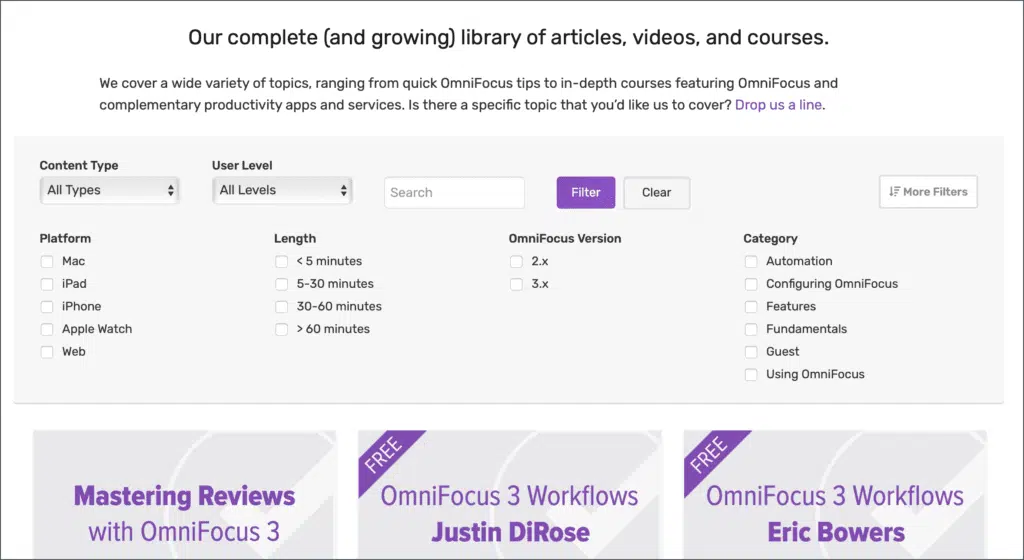 Our complete (and growing) library of articles, videos, and courses.
We cover a wide variety of topics, ranging from quick OmniFocus tips to in-depth courses featuring OmniFocus and
complementary productivity apps and services. Is there a specific topic that you'd like us to cover? Drop us a line.
Content Type
User Level
All Types
All Levels
Search
Filter
Clear
More Filters
Platform
Mac
iPad
iPhone
Apple Watch
Web
Length
< 5 minutes
5-30 minutes
30-60 minutes
> 60 minutes
OmniFocus Version
2.x
3.x
Category
Automation
Configuring OmniFocus
Features
Fundamentals
Guest
Using OmniFocus
Mastering Reviews
with OmniFocus 3
FREE
OmniFocus 3 Workflows
Justin DiRose
FREE
OmniFocus 3 Workflows
Eric Bowers